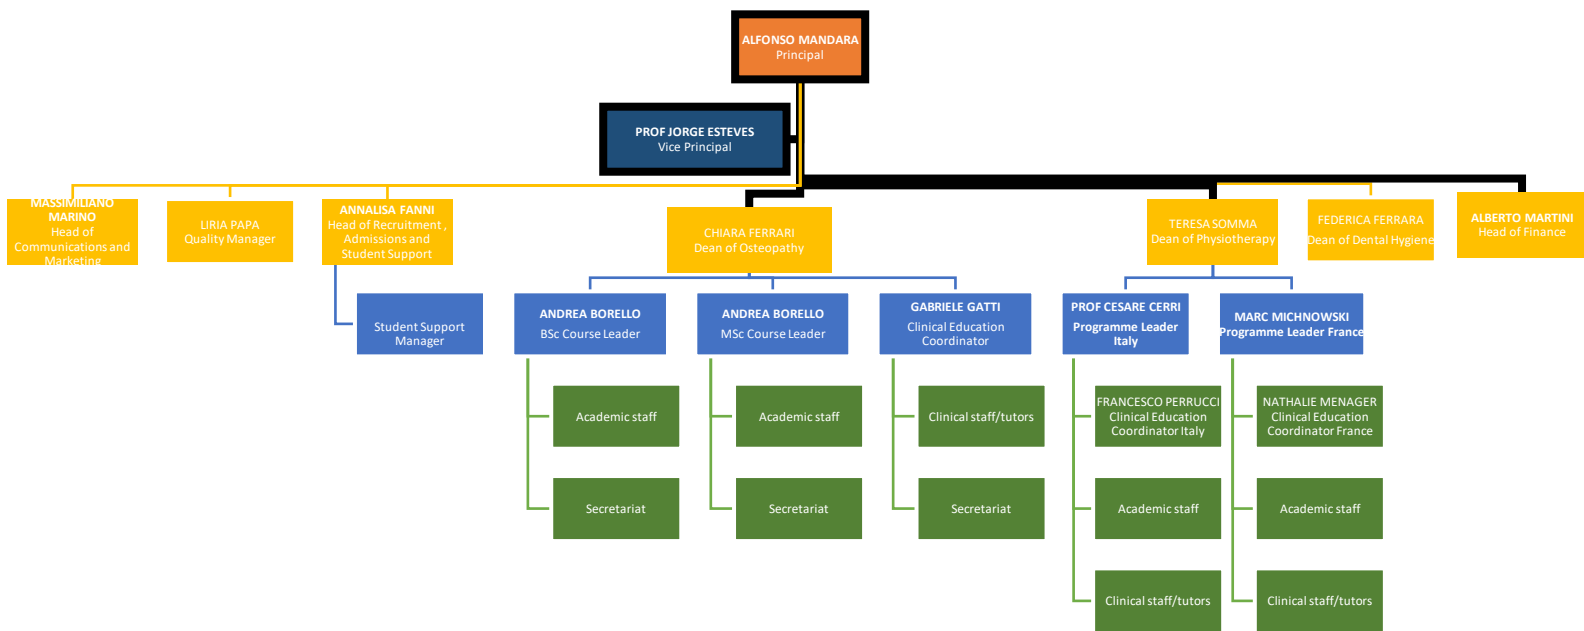 ALFONSO MANDARA
Principal
PROF JORGE ESTEVES
Vice Principal
MASSIMILIANO
MARINO
Head of
Communications and
Marketing
LIRIA PAPA
Quality Manager
ANNALISA FANNI
Head of Recruitment,
Admissions and
Student Support
CHIARA FERRARI
Dean of Osteopathy
TERESA SOMMA
Dean of Physiotherapy
FEDERICA FERRARA
Dean of Dental Hygiene
ALBERTO MARTINI
Head of Finance
Student Support
Manager
ANDREA BORELLO
BSc Course Leader
ANDREA BORELLO
MSc Course Leader
GABRIELE GATTI
Clinical Education
Coordinator
PROF CESARE CERRI
Programme Leader
Italy
MARC MICHNOWSKI
Programme Leader France
Academic staff
Academic staff
Clinical staff/tutors
FRANCESCO PERRUCCI
Clinical Education
Coordinator Italy
NATHALIE MENAGER
Clinical Education
Coordinator France
Secretariat
Secretariat
Secretariat
Academic staff
Academic staff
Clinical staff/tutors
Clinical staff/tutors